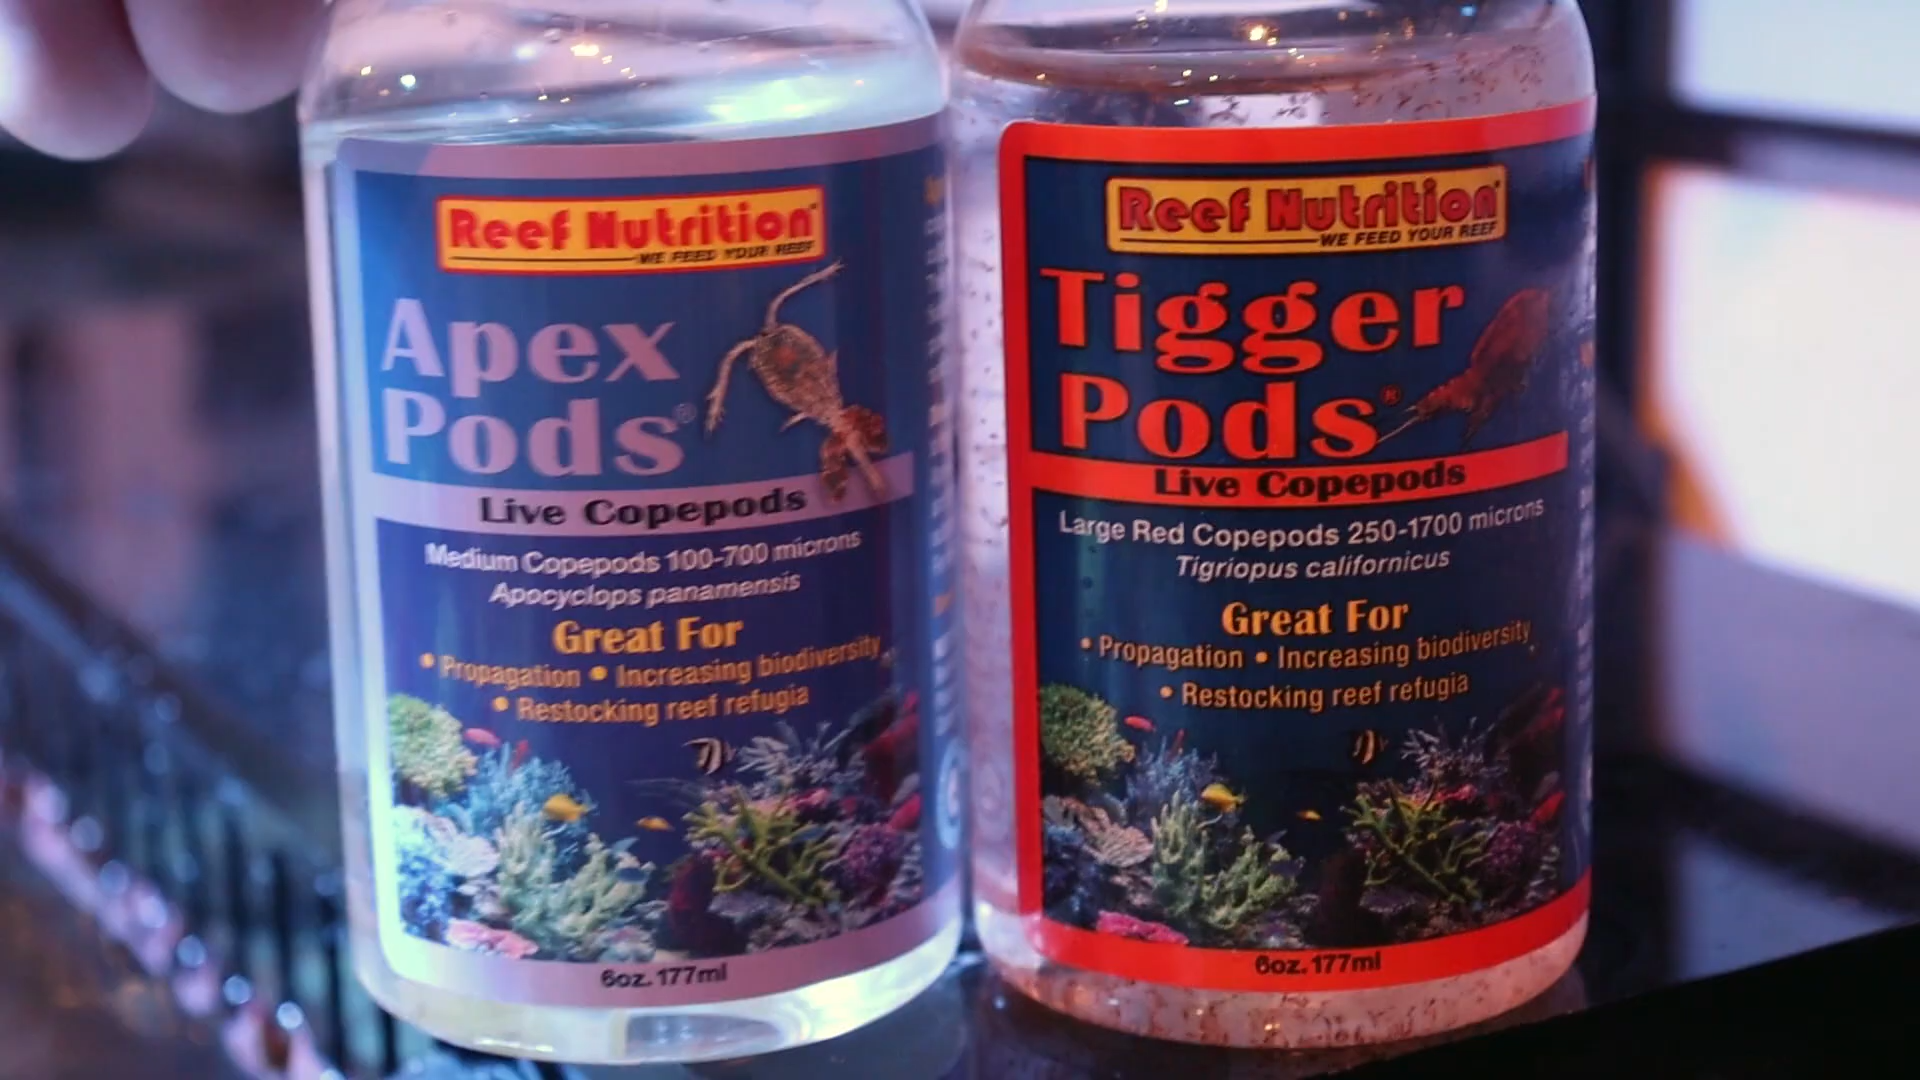 Reef Nutrition
WE FEED YOUR REEF
Apex
Pods®
Live Copepods
Medium Copepods 100-700 microns
Apocyclops panamensis
Great For
• Propagation • Increasing biodiversity
• Restocking reef refugia
6oz. 177ml
Reef Nutrition
WE FEED YOUR REEF
Tigger
Pods®
Live Copepods
Large Red Copepods 250-1700 microns
Tigriopus californicus
Great For
• Propagation • Increasing biodiversity
• Restocking reef refugia
6oz. 177ml